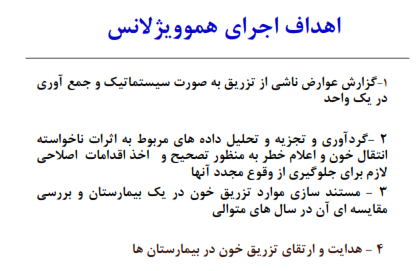 اهداف اجرای هموویژلانس
۱-گزارش عوارض ناشی از تزریق به صورت سیستماتیک و جمع آوری
در یک واحد
۲ -گردآوری و تجزیه و تحلیل داده های مربوط به اثرات ناخواسته
انتقال خون و اعلام خطر به منظور تصحیح و اخذ اقدامات اصلاحی
لازم برای جلوگیری از وقوع مجدد آنها
۳ - مستند سازی موارد تزریق خون در یک بیمارستان و بررسی
مقایسه ای آن در سال های متوالی
۴ - هدایت و ارتقای تزریق خون در بیمارستان ها